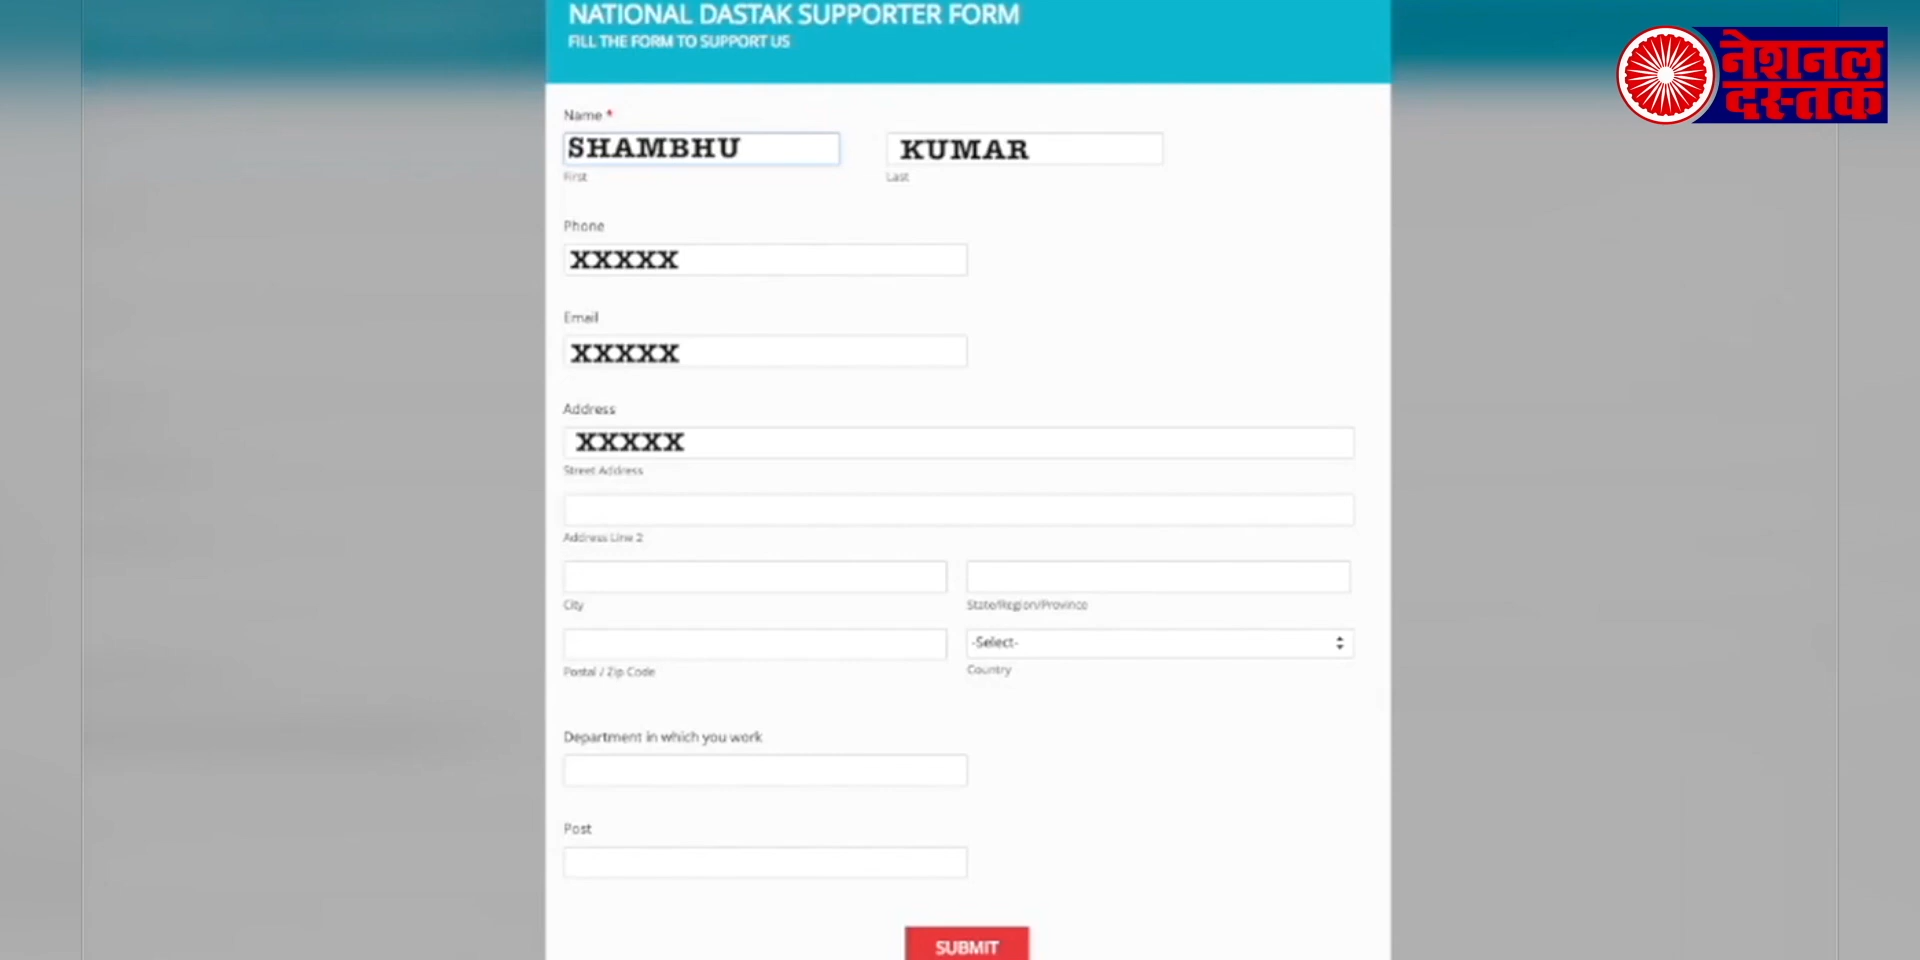 NATIONAL DASTAK SUPPORTER FORM
FILL THE FORM TO SUPPORT US
नेशनल
दस्तक
Name *
SHAMBHU KUMAR
First Last
Phone
XXXXX
Email
XXXXX
Address
XXXXX
Street Address
Address Line 2
City State/Region/Province
-Select-
Postal / Zip Code Country
Department in which you work
Post
SUBMIT